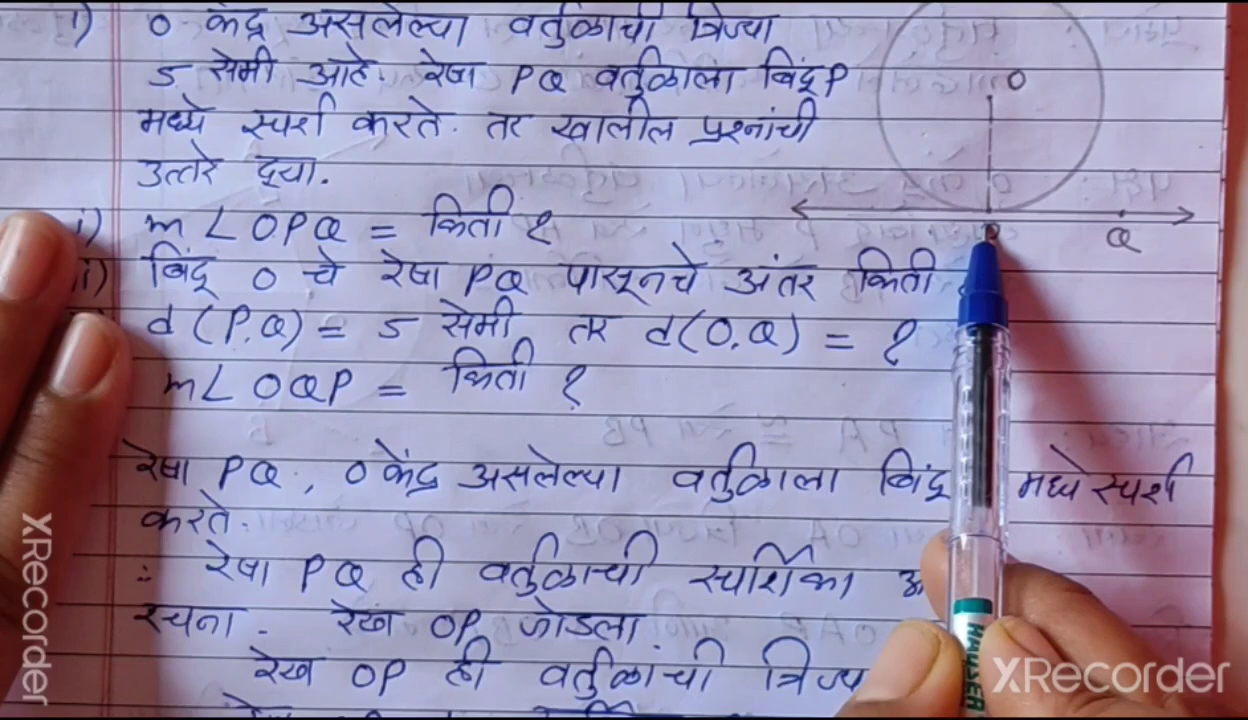 i) O केंद्र असलेल्या वर्तुळाची त्रिज्या
5 सेमी आहे. रेषा PQ वर्तुळाला बिंदू P
मध्ये स्पर्श करते. तर खालील प्रश्नांची
उत्तरे द्या.
O
P
Q
i) m∠OPQ = किती ?
ii) बिंदू O चे रेषा PQ पासूनचे अंतर किती
d(P,Q) = 5 सेमी तर d(O,Q) = ?
m∠OQP = किती ?
रेषा PQ, O केंद्र असलेल्या वर्तुळाला बिंदू मध्ये स्पर्श
करते.
∴ रेषा PQ ही वर्तुळाची स्पर्शिका
रचना - रेख OP जोडला
रेख OP ही वर्तुळांची
XRecorder
HAUSER
XRecorder